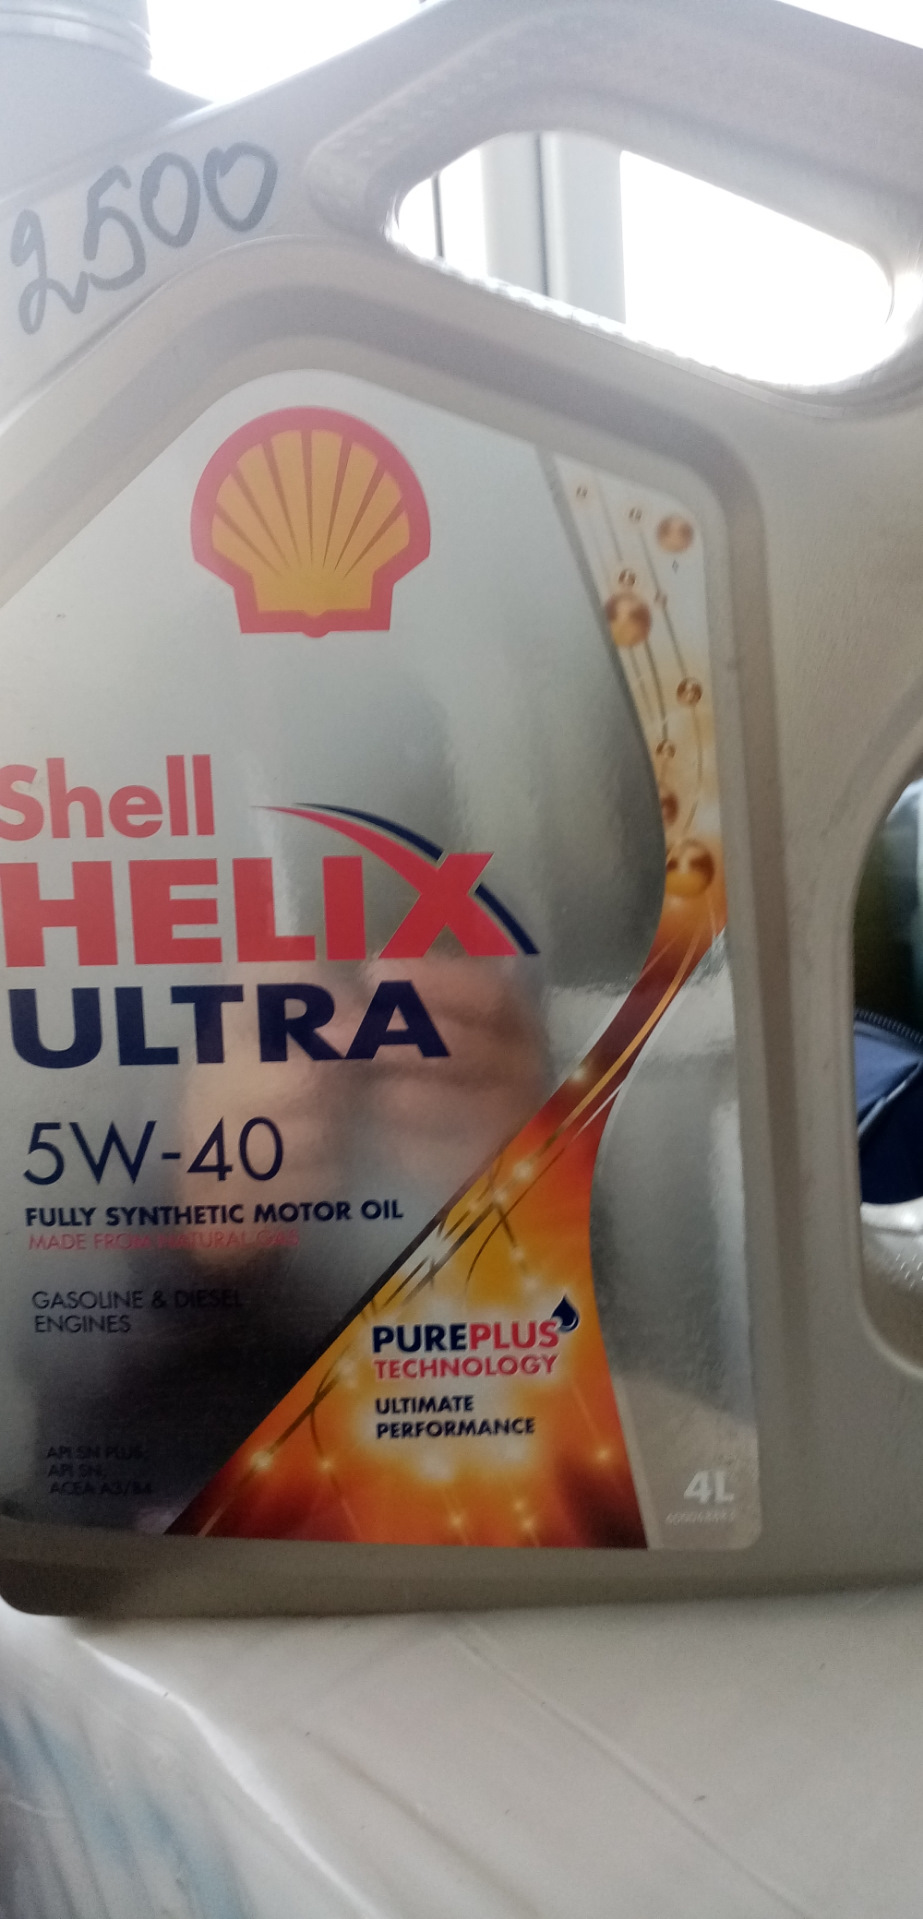 2500
Shell
HELIX
ULTRA
5W-40
FULLY SYNTHETIC MOTOR OIL
MADE FROM NATURAL GAS
GASOLINE & DIESEL
ENGINES
PUREPLUS
TECHNOLOGY
ULTIMATE
PERFORMANCE
API SN PLUS,
API SN,
ACEA A3/B4
4L